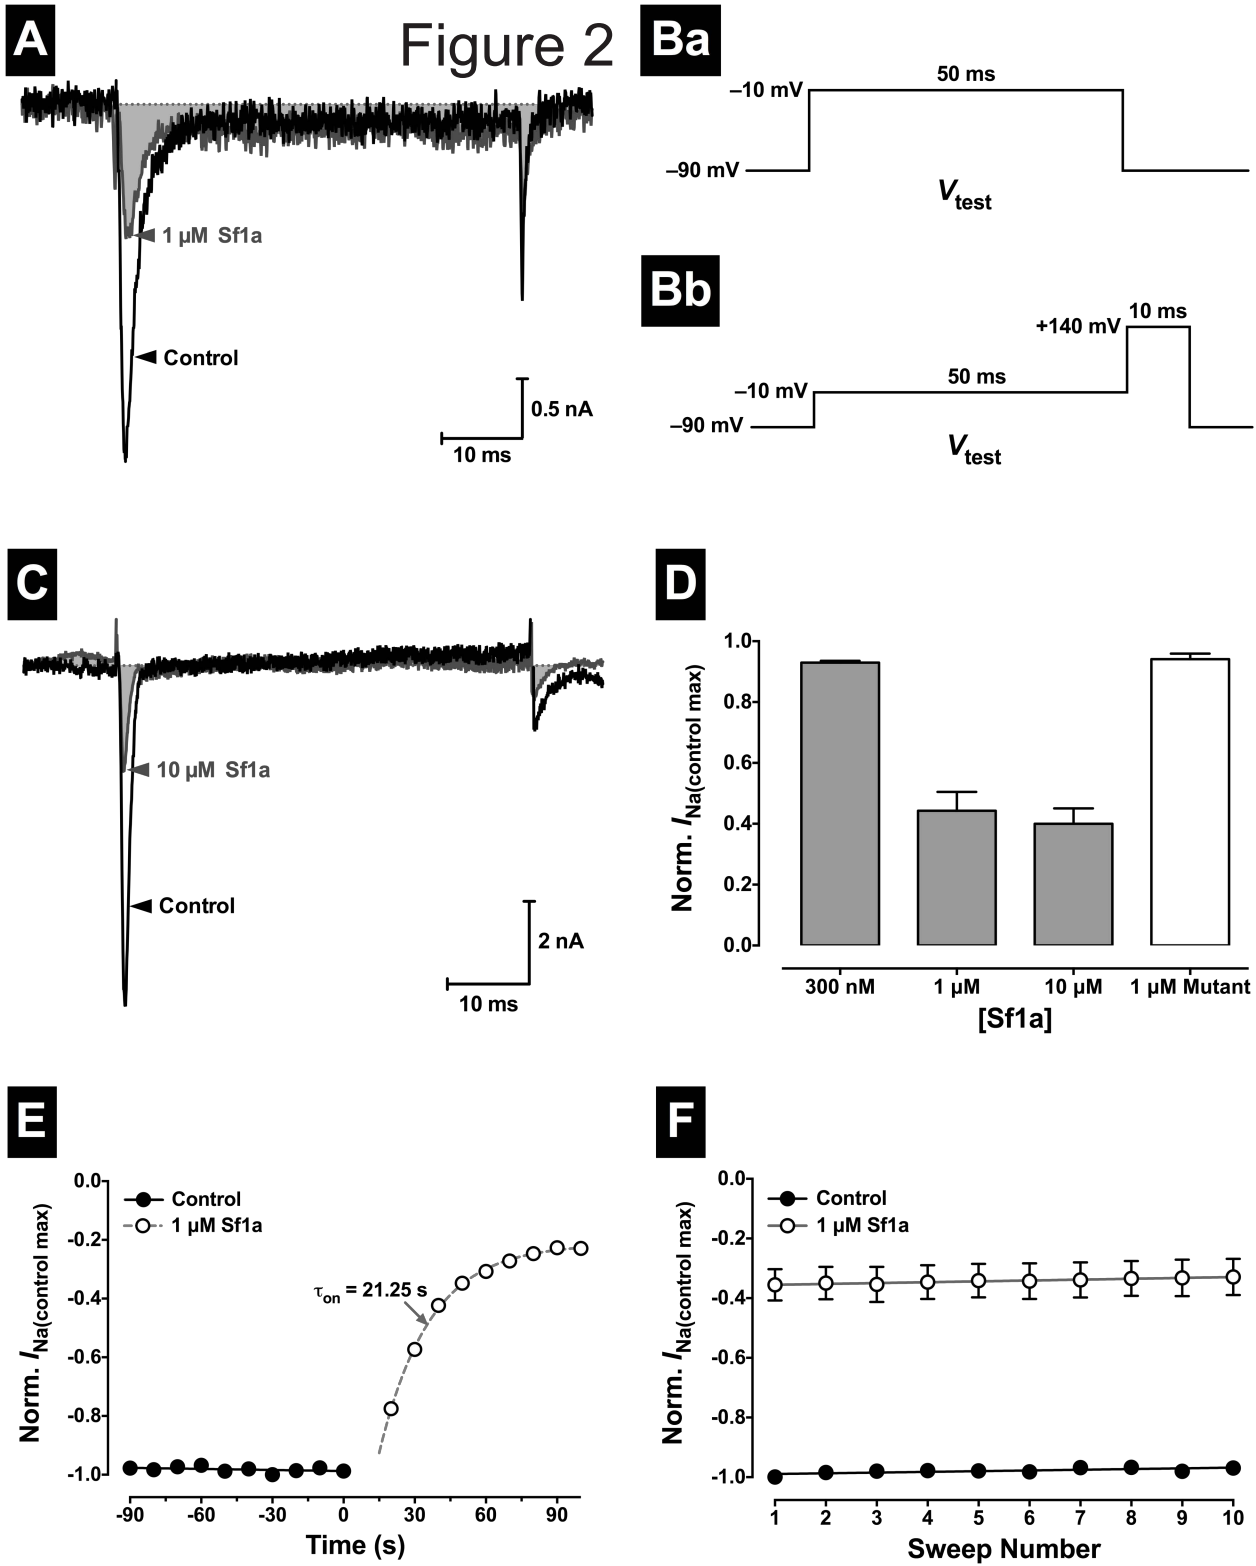 Figure 2
A
1 µM Sf1a
Control
0.5 nA
10 ms
Ba
50 ms
–10 mV
–90 mV
Vtest
Bb
10 ms
+140 mV
50 ms
–10 mV
–90 mV
Vtest
C
10 µM Sf1a
Control
2 nA
10 ms
D
Norm. INa(control max)
1.0
0.8
0.6
0.4
0.2
0.0
300 nM 1 µM 10 µM 1 µM Mutant
[Sf1a]
E
Norm. INa(control max)
0.0
-0.2
-0.4
-0.6
-0.8
-1.0
Control
1 µM Sf1a
τon = 21.25 s
-90 -60 -30 0 30 60 90
Time (s)
F
Norm. INa(control max)
0.0
-0.2
-0.4
-0.6
-0.8
-1.0
Control
1 µM Sf1a
1 2 3 4 5 6 7 8 9 10
Sweep Number